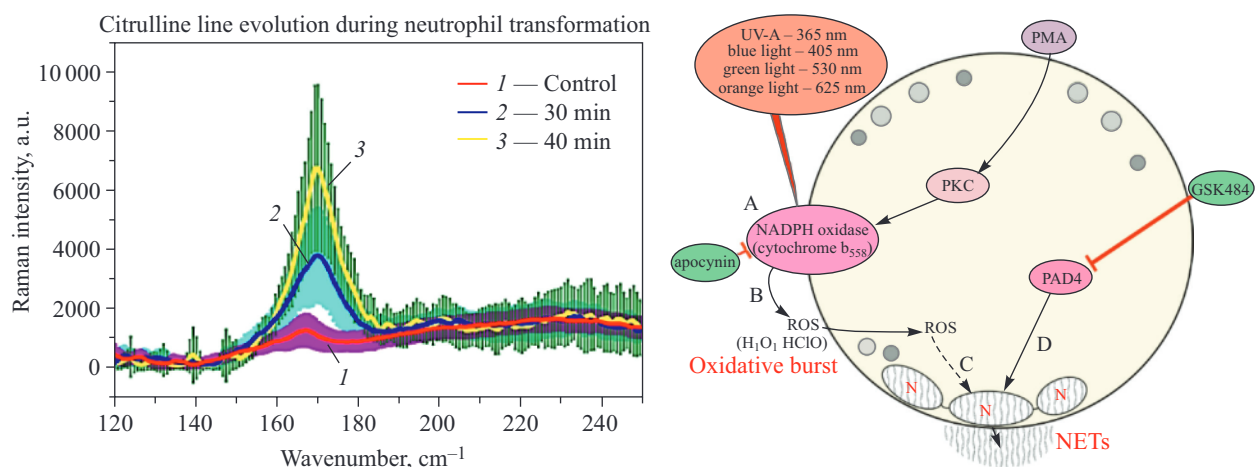 Citrulline line evolution during neutrophil transformation
10 000
8000
6000
4000
2000
0
Raman intensity, a.u.
1 — Control
2 — 30 min
3 — 40 min
3
2
1
120 140 160 180 200 220 240
Wavenumber, cm⁻¹
UV-A – 365 nm
blue light – 405 nm
green light – 530 nm
orange light – 625 nm
PMA
PKC
GSK484
A
NADPH oxidase
(cytochrome b₅₅₈)
apocynin
PAD4
B
ROS
(H₁O₁ HClO)
ROS
Oxidative burst
C
D
N
N
N
NETs